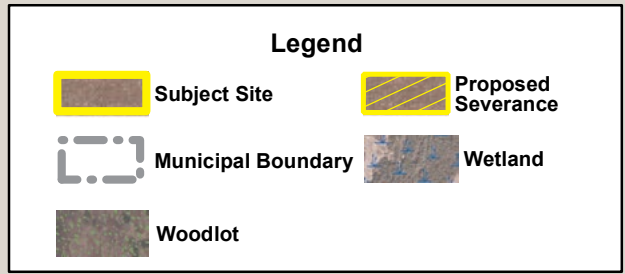 Legend
Subject Site
Proposed
Severance
Municipal Boundary
Wetland
Woodlot